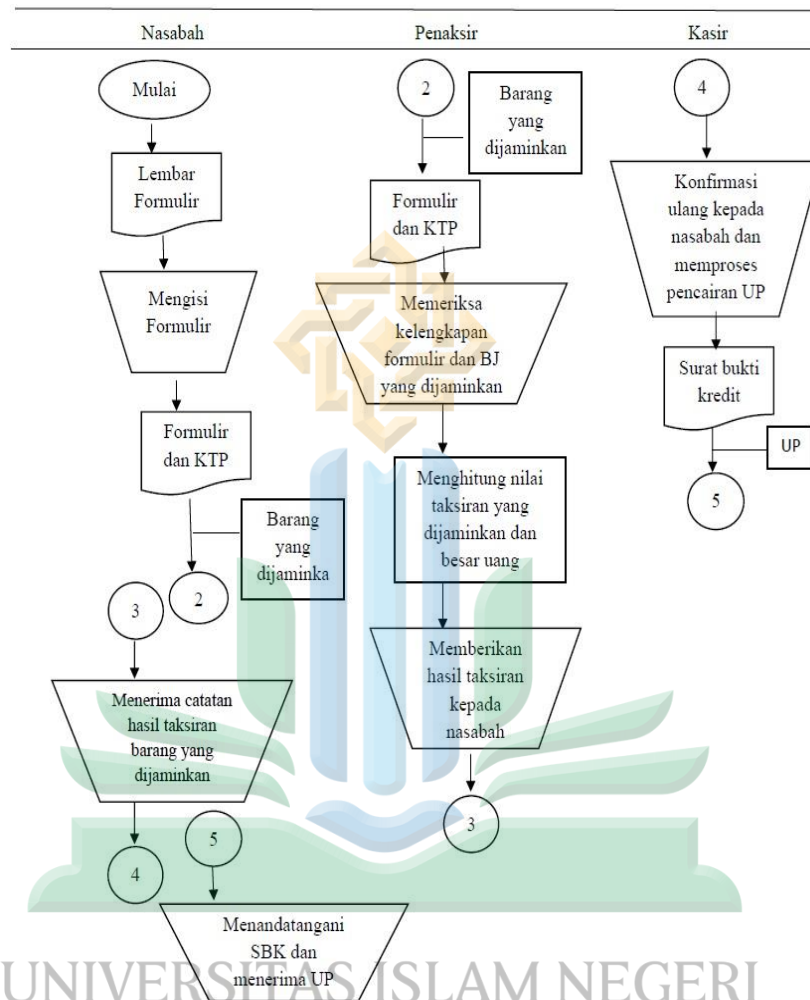 Nasabah
Penaksir
Kasir
Mulai
Lembar
Formulir
Mengisi
Formulir
Formulir
dan KTP
Barang
yang
dijaminka
2
3
Menerima catatan
hasil taksiran
barang yang
dijaminkan
4
5
Menandatangani
SBK dan
menerima UP
2
Barang
yang
dijaminkan
Formulir
dan KTP
Memeriksa
kelengkapan
formulir dan BJ
yang dijaminkan
Menghitung nilai
taksiran yang
dijaminkan dan
besar uang
Memberikan
hasil taksiran
kepada
nasabah
3
4
Konfirmasi
ulang kepada
nasabah dan
memproses
pencairan UP
Surat bukti
kredit
UP
5
UNIVERSITAS ISLAM NEGERI